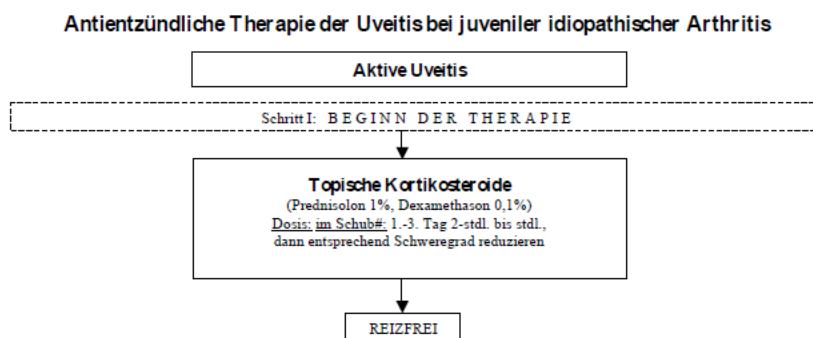 Antientzündliche Therapie der Uveitis bei juveniler idiopathischer Arthritis
Aktive Uveitis
Schritt I: BEGINN DER THERAPIE
Topische Kortikosteroide
(Prednisolon 1%, Dexamethason 0,1%)
Dosis: im Schub#: 1.-3. Tag 2-stdl. bis stdl.,
dann entsprechend Schweregrad reduzieren
REIZFREI